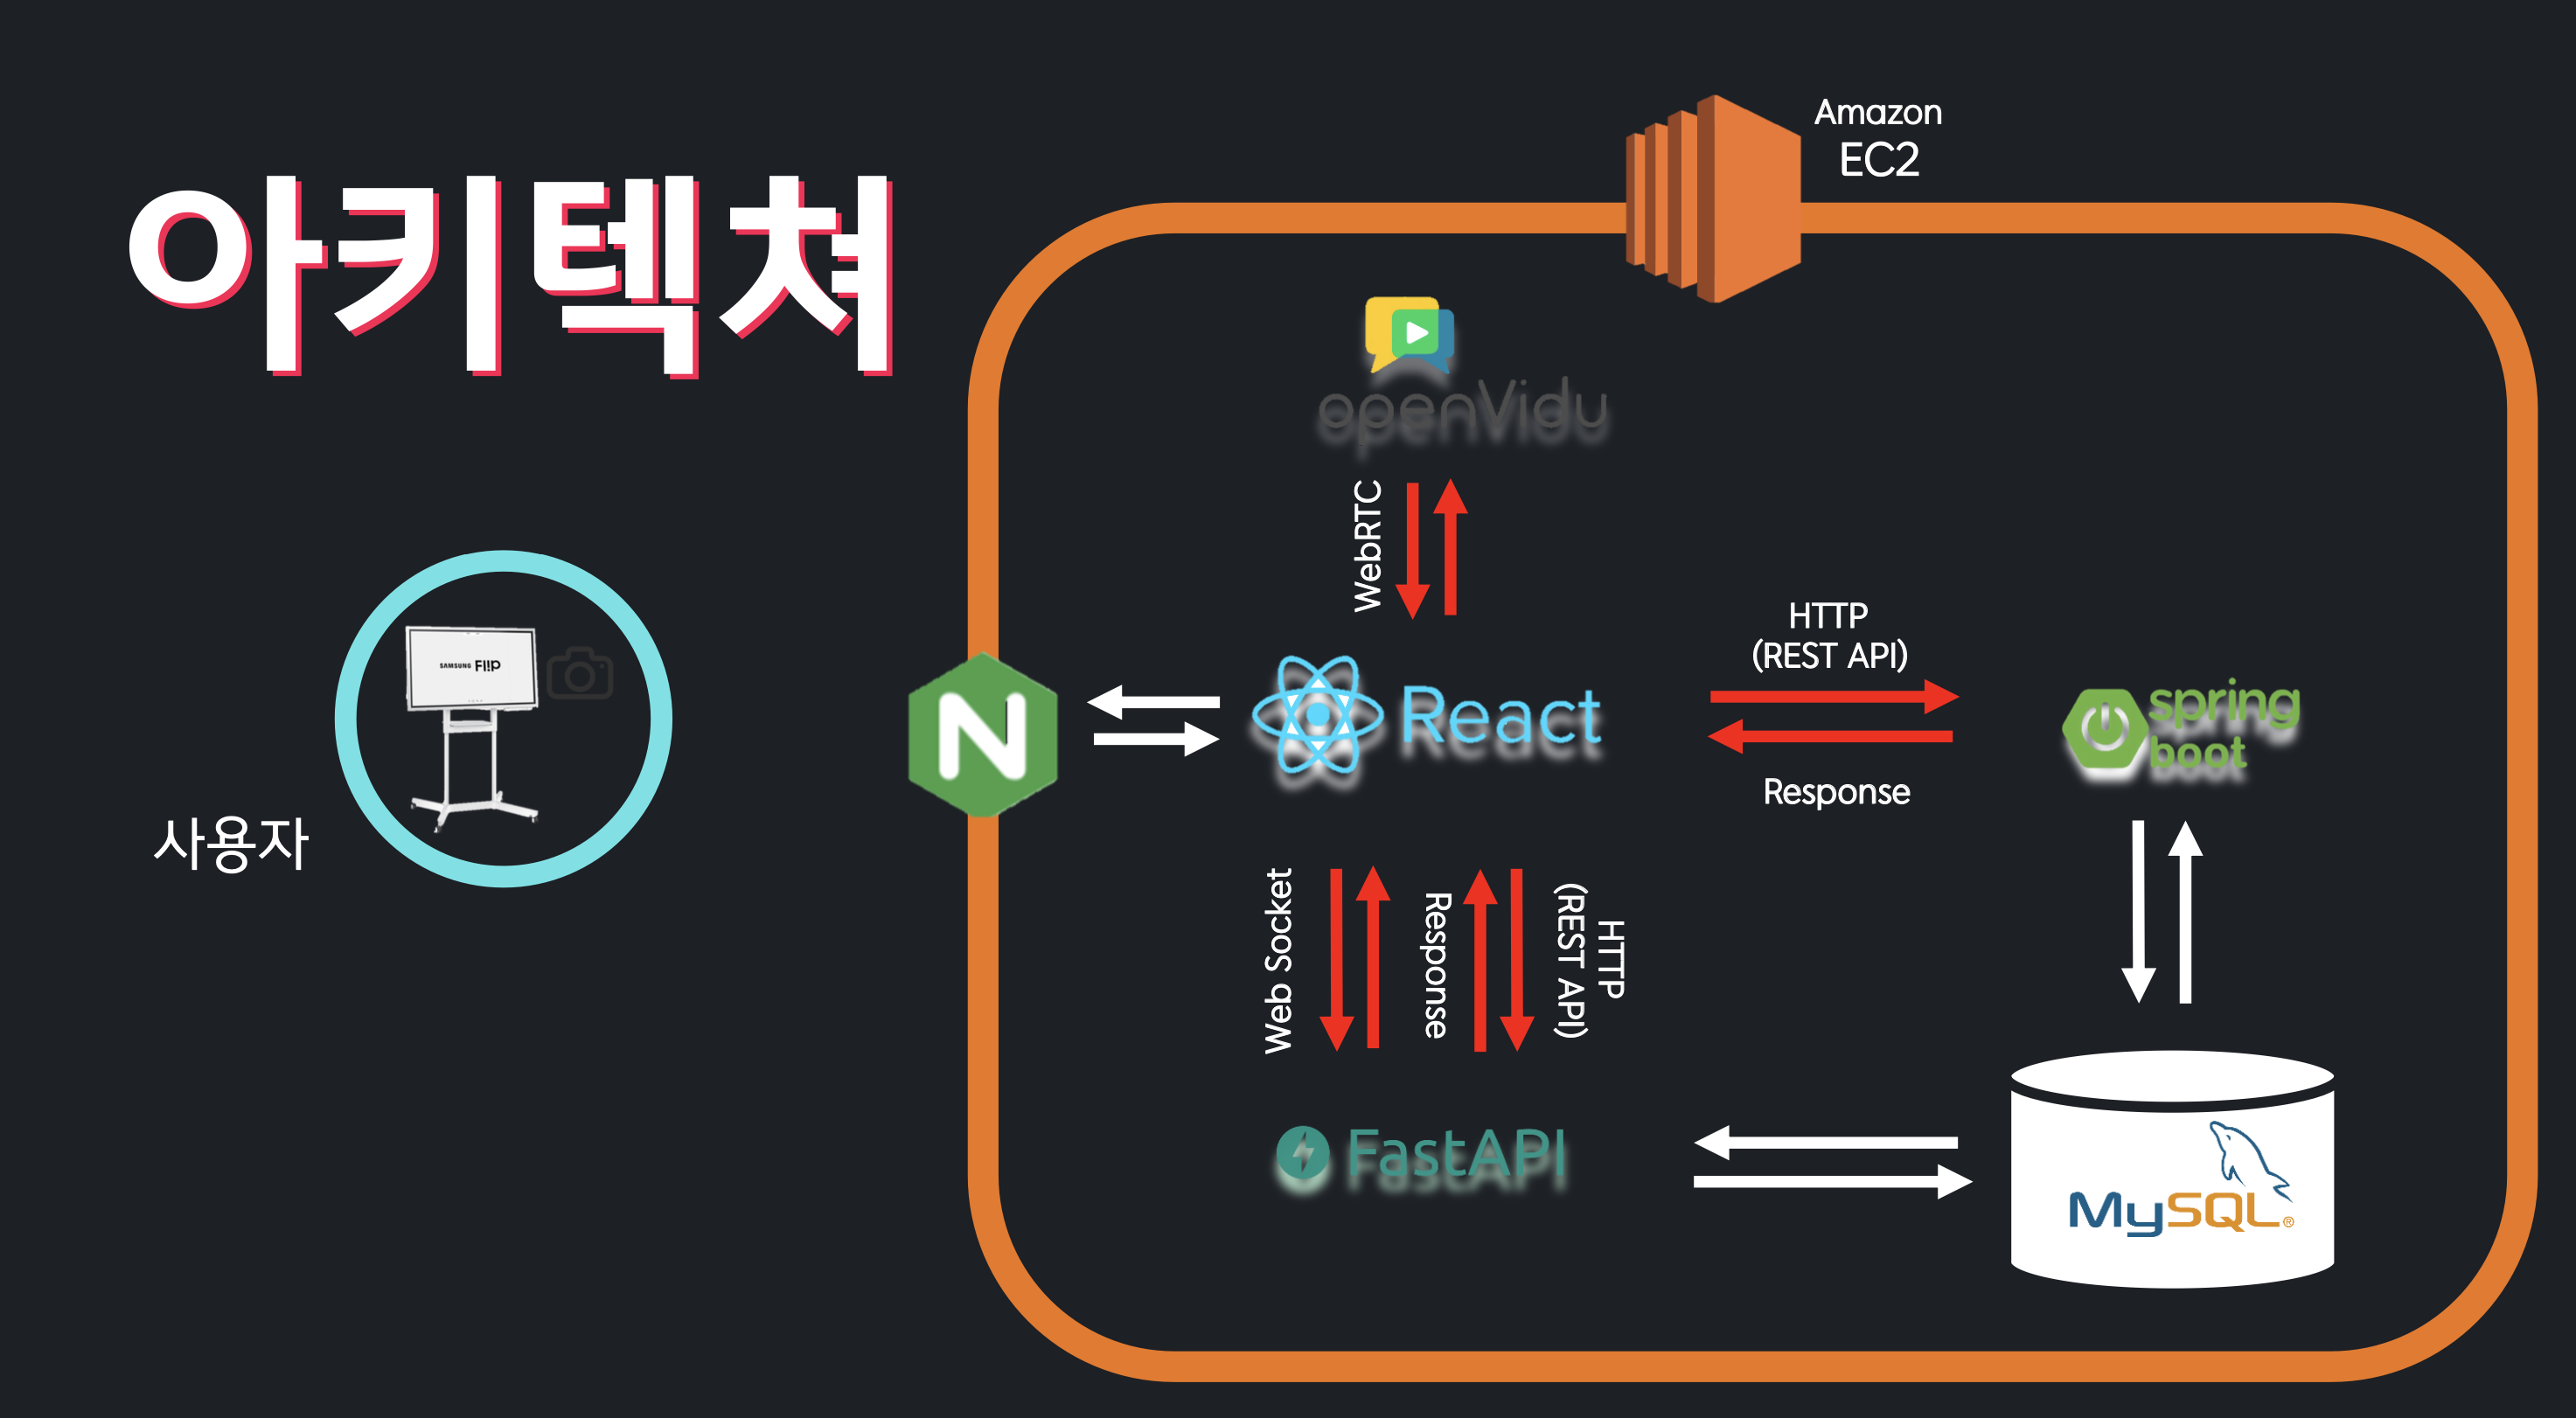 아키텍쳐
Amazon
EC2
openVidu
WebRTC
HTTP
(REST API)
SAMSUNG Flip
사용자
N
React
spring
boot
Response
Web Socket
Response
HTTP
(REST API)
FastAPI
MySQL®